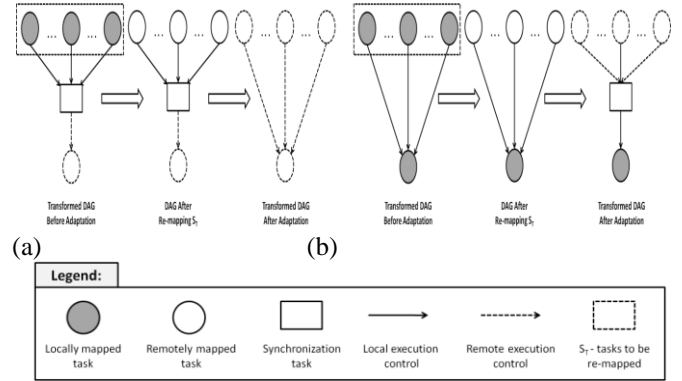 ... ...
... ...
... ...
... ...
... ...
... ...
Transformed DAG
Before Adaptation
DAG After
Re-mapping S_T
Transformed DAG
After Adaptation
Transformed DAG
Before Adaptation
DAG After
Re-mapping S_T
Transformed DAG
After Adaptation
(a)
(b)
Legend:
Locally mapped
task
Remotely mapped
task
Synchronization
task
Local execution
control
Remote execution
control
S_T - tasks to be
re-mapped